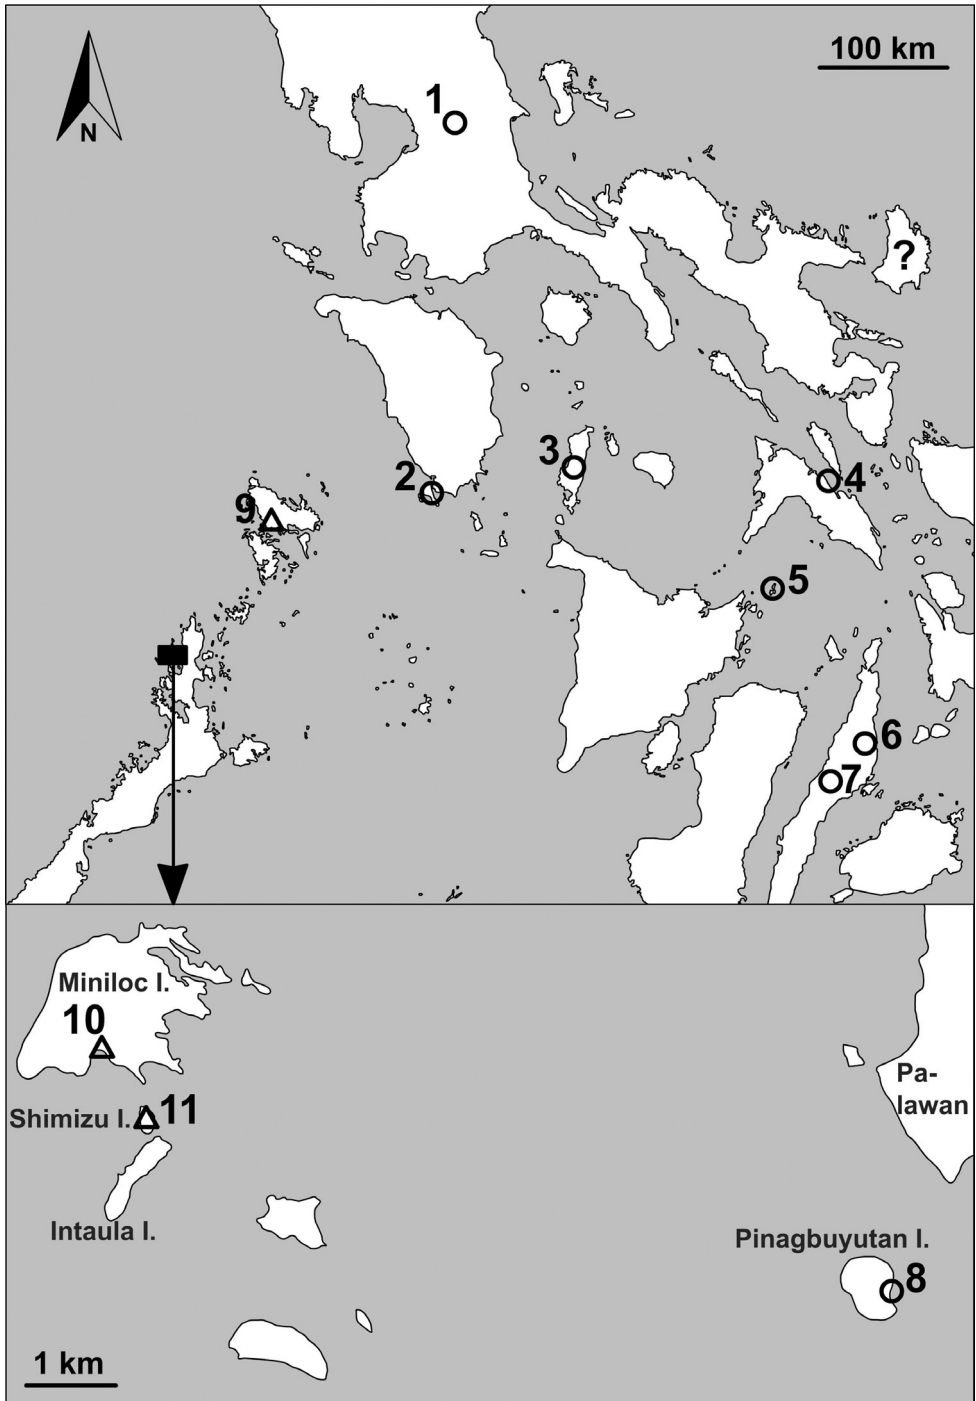 100 km
N
1
?
2
3
4
9
5
6
7
Miniloc I.
10
Pa-
lawan
Shimizu I.
11
Intaula I.
Pinagbuyutan I.
8
1 km